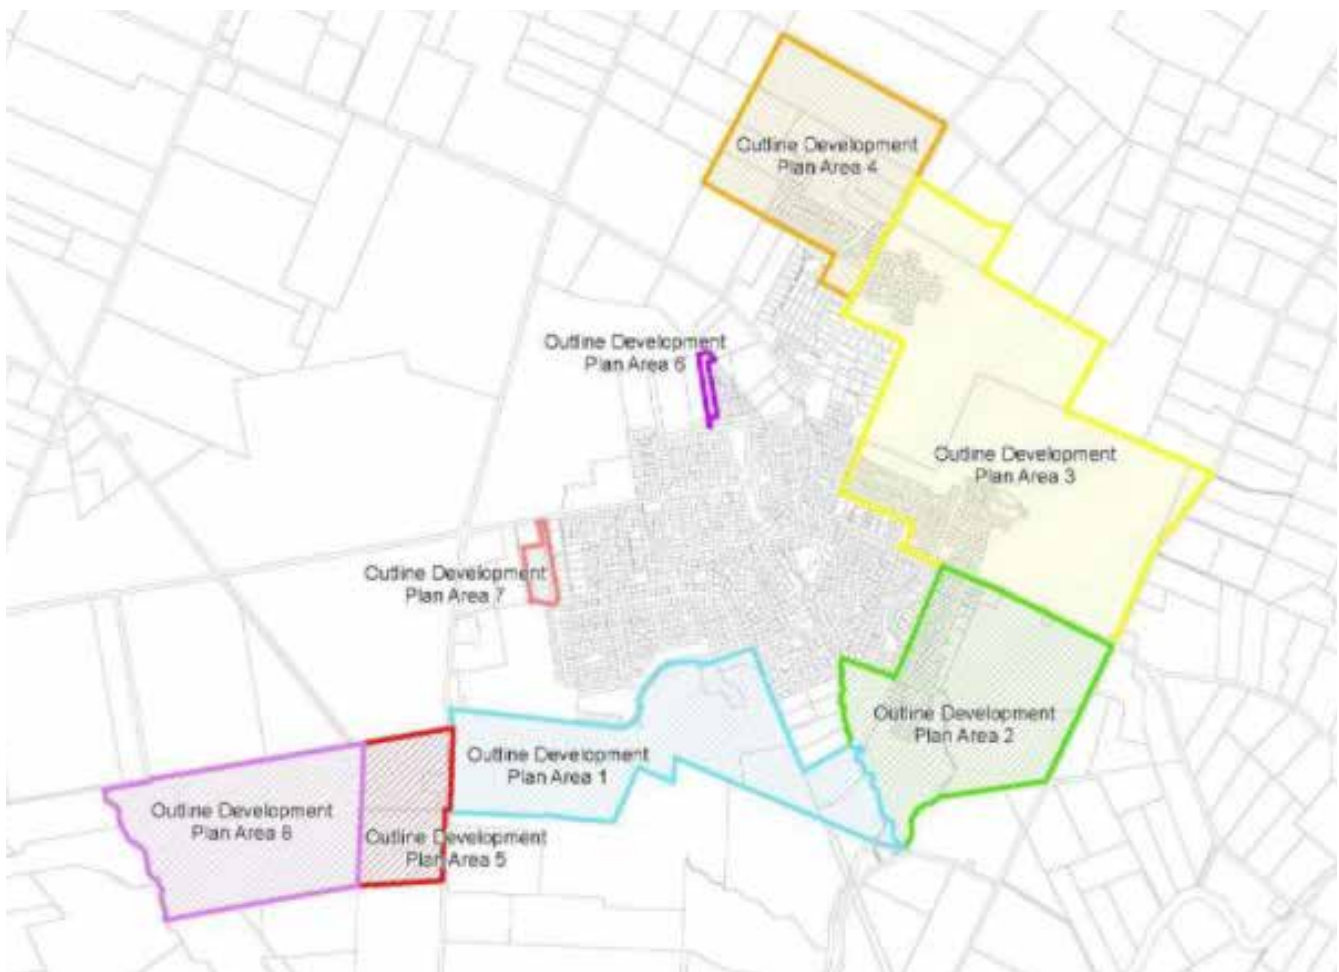 Outline Development
Plan Area 4
Outline Development
Plan Area 6
Outline Development
Plan Area 3
Outline Development
Plan Area 7
Outline Development
Plan Area 2
Outline Development
Plan Area 1
Outline Development
Plan Area 8
Outline Development
Plan Area 5